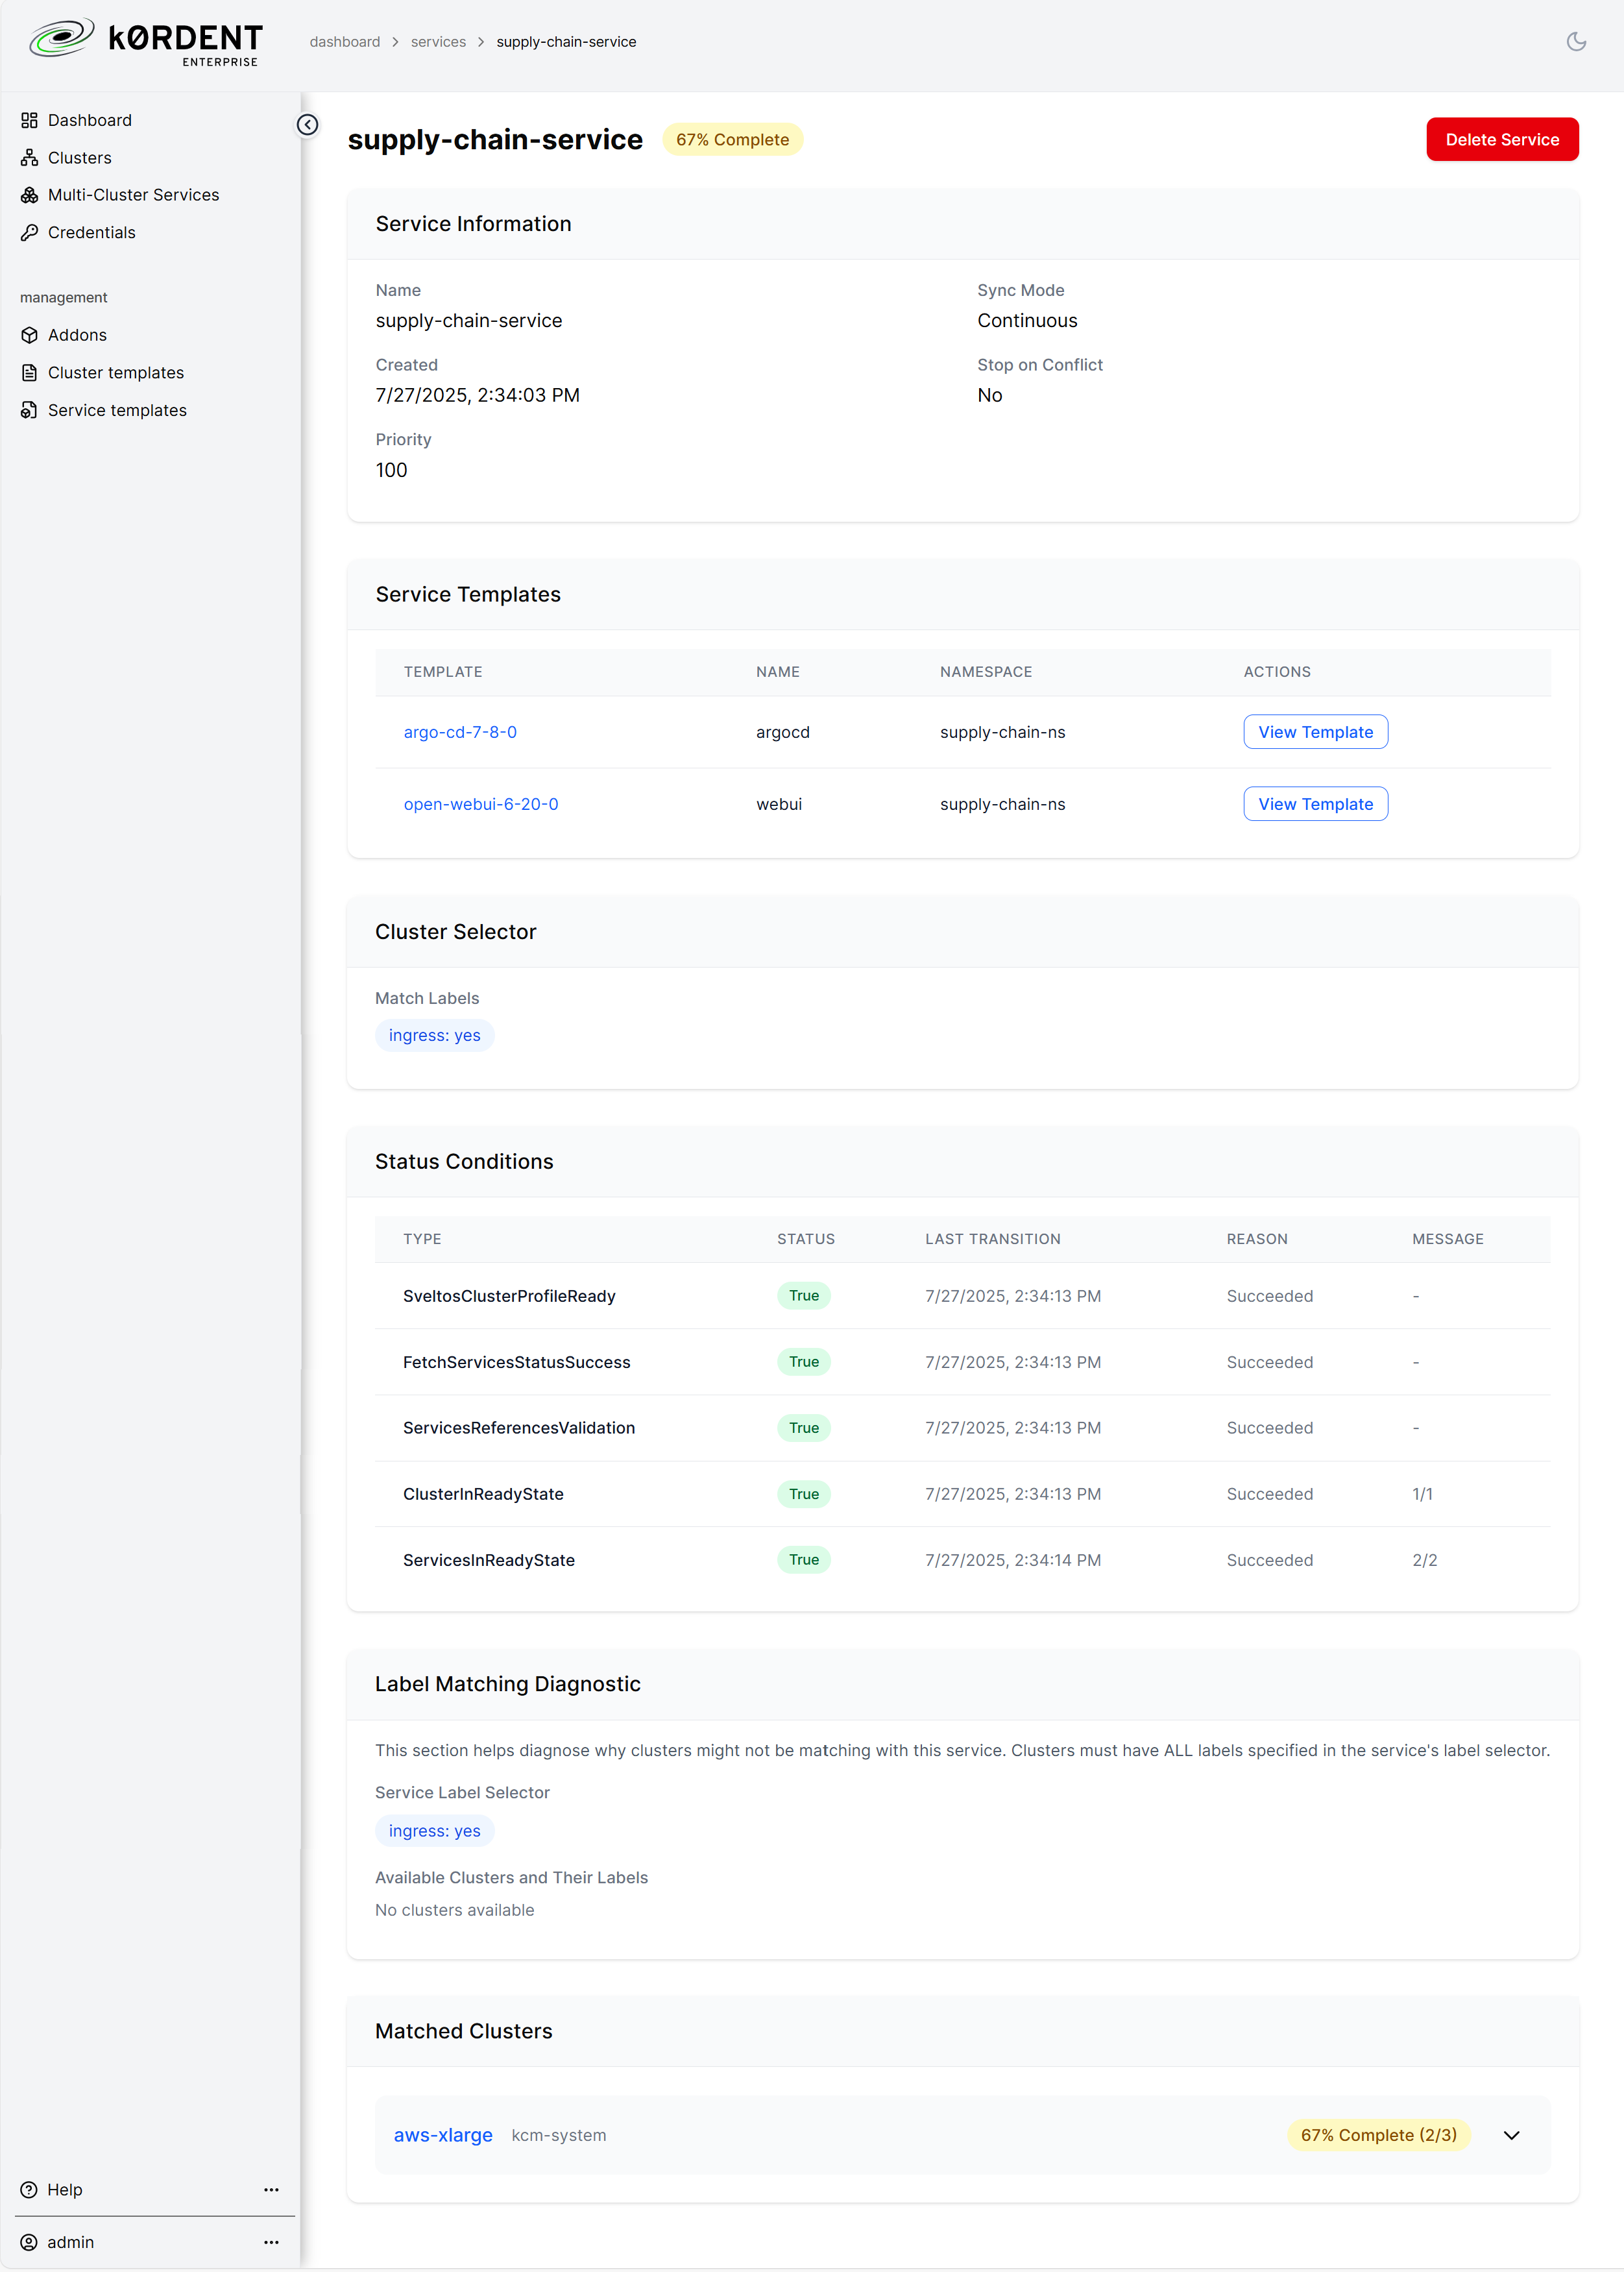 kØRDENT
ENTERPRISE
dashboard > services > supply-chain-service
Dashboard
Clusters
Multi-Cluster Services
Credentials
management
Addons
Cluster templates
Service templates
Help
admin
supply-chain-service 67% Complete Delete Service
Service Information
Name Sync Mode
supply-chain-service Continuous
Created Stop on Conflict
7/27/2025, 2:34:03 PM No
Priority
100
Service Templates
TEMPLATE NAME NAMESPACE ACTIONS
argo-cd-7-8-0 argocd supply-chain-ns View Template
open-webui-6-20-0 webui supply-chain-ns View Template
Cluster Selector
Match Labels
ingress: yes
Status Conditions
TYPE STATUS LAST TRANSITION REASON MESSAGE
SveltosClusterProfileReady True 7/27/2025, 2:34:13 PM Succeeded -
FetchServicesStatusSuccess True 7/27/2025, 2:34:13 PM Succeeded -
ServicesReferencesValidation True 7/27/2025, 2:34:13 PM Succeeded -
ClusterInReadyState True 7/27/2025, 2:34:13 PM Succeeded 1/1
ServicesInReadyState True 7/27/2025, 2:34:14 PM Succeeded 2/2
Label Matching Diagnostic
This section helps diagnose why clusters might not be matching with this service. Clusters must have ALL labels specified in the service's label selector.
Service Label Selector
ingress: yes
Available Clusters and Their Labels
No clusters available
Matched Clusters
aws-xlarge kcm-system 67% Complete (2/3)